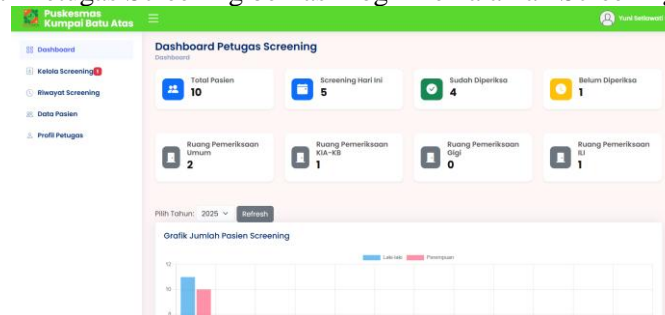 Puskesmas
Kumpai Batu Atas
Yuni Setiowati
Dashboard
Kelola Screening 1
Riwayat Screening
Data Pasien
Profil Petugas
Dashboard Petugas Screening
Dashboard
Total Pasien
10
Screening Hari Ini
5
Sudah Diperiksa
4
Belum Diperiksa
1
Ruang Pemeriksaan
Umum
2
Ruang Pemeriksaan
KIA-KB
1
Ruang Pemeriksaan
Gigi
0
Ruang Pemeriksaan
ILI
1
Pilih Tahun: 2025 Refresh
Grafik Jumlah Pasien Screening
Laki-laki Perempuan
12
10